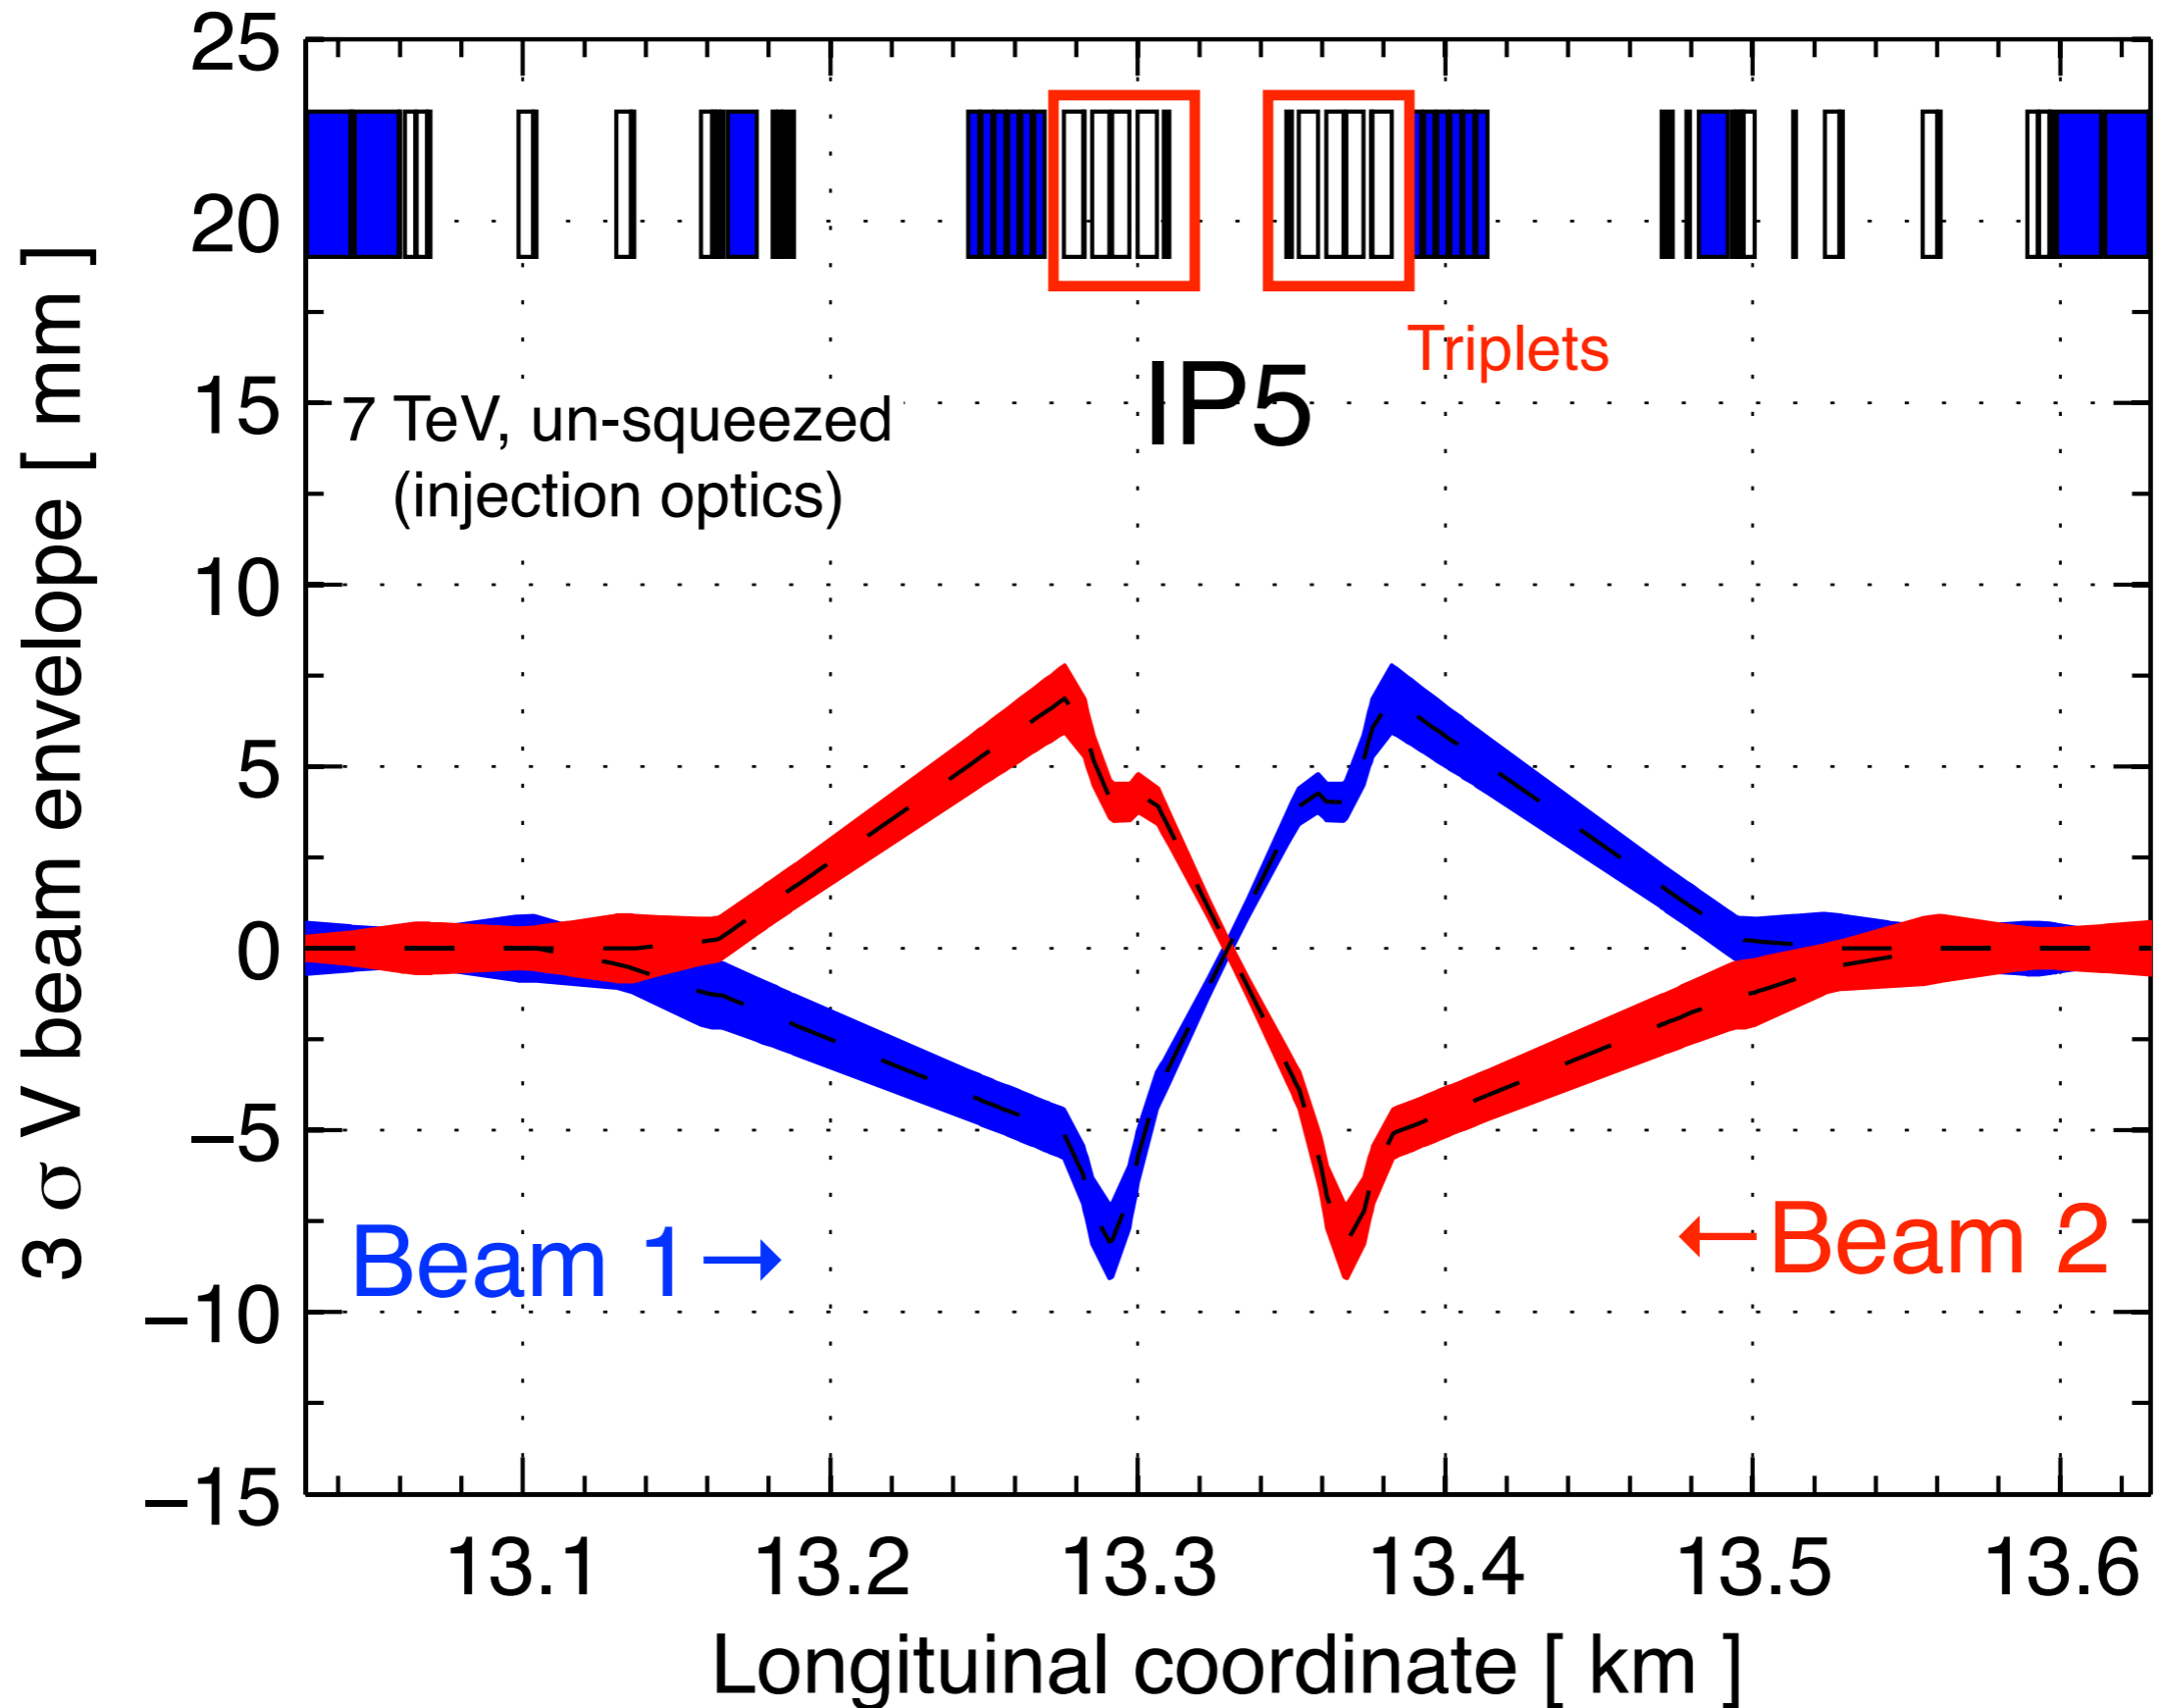 25
20
15
10
5
0
−5
−10
−15
3 σ V beam envelope [ mm ]
Triplets
IP5
7 TeV, un-squeezed
(injection optics)
Beam 1→
←Beam 2
13.1 13.2 13.3 13.4 13.5 13.6
Longituinal coordinate [ km ]